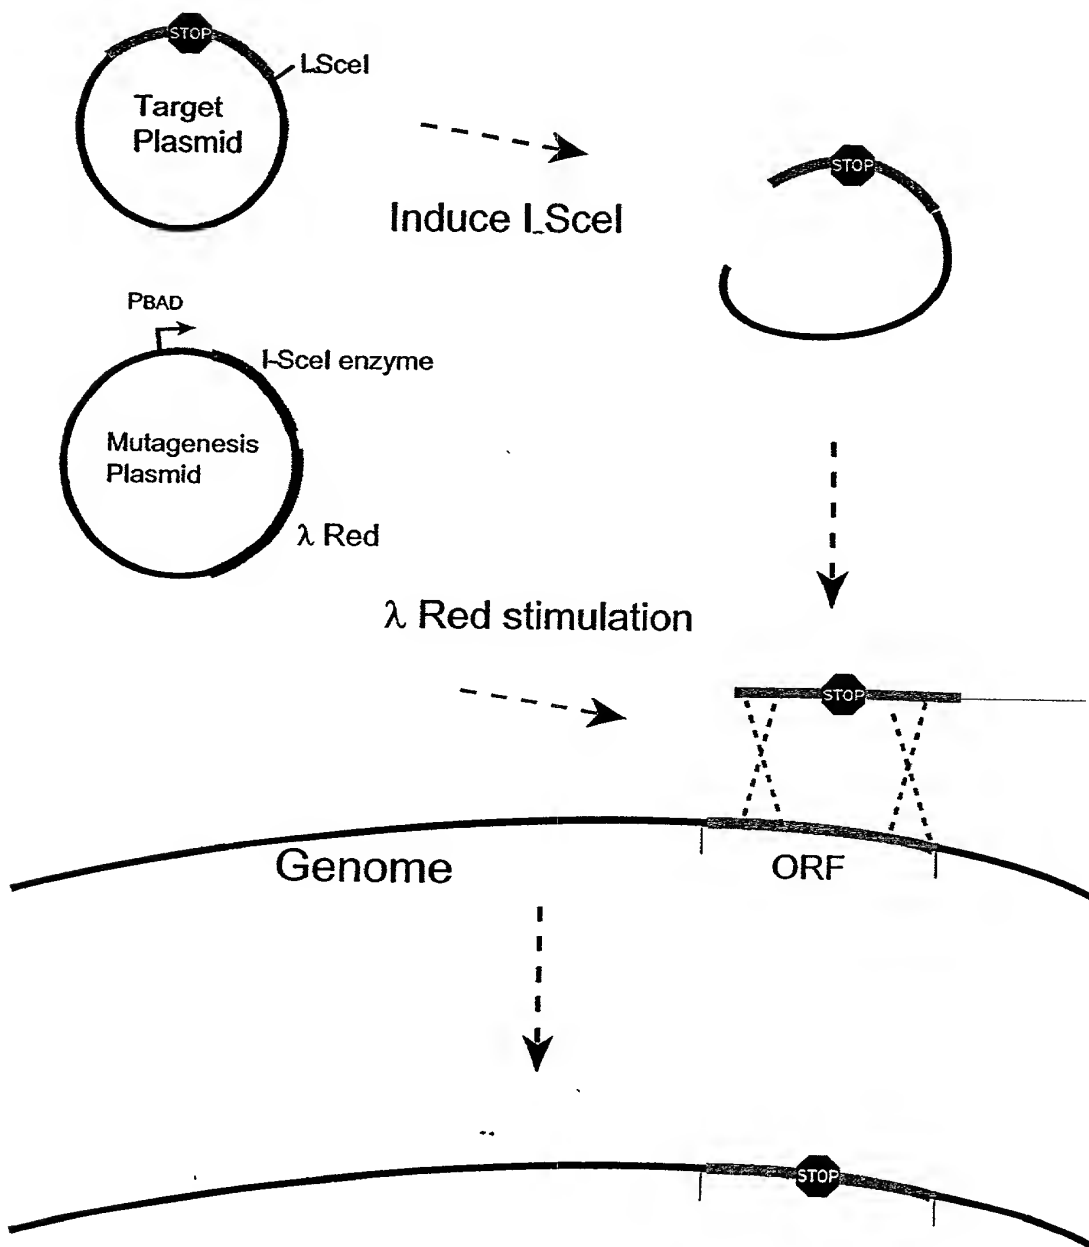 STOP
I-SceI
Target
Plasmid
STOP
Induce I-SceI
PBAD
I-SceI enzyme
Mutagenesis
Plasmid
λ Red
λ Red stimulation
STOP
Genome
ORF
STOP